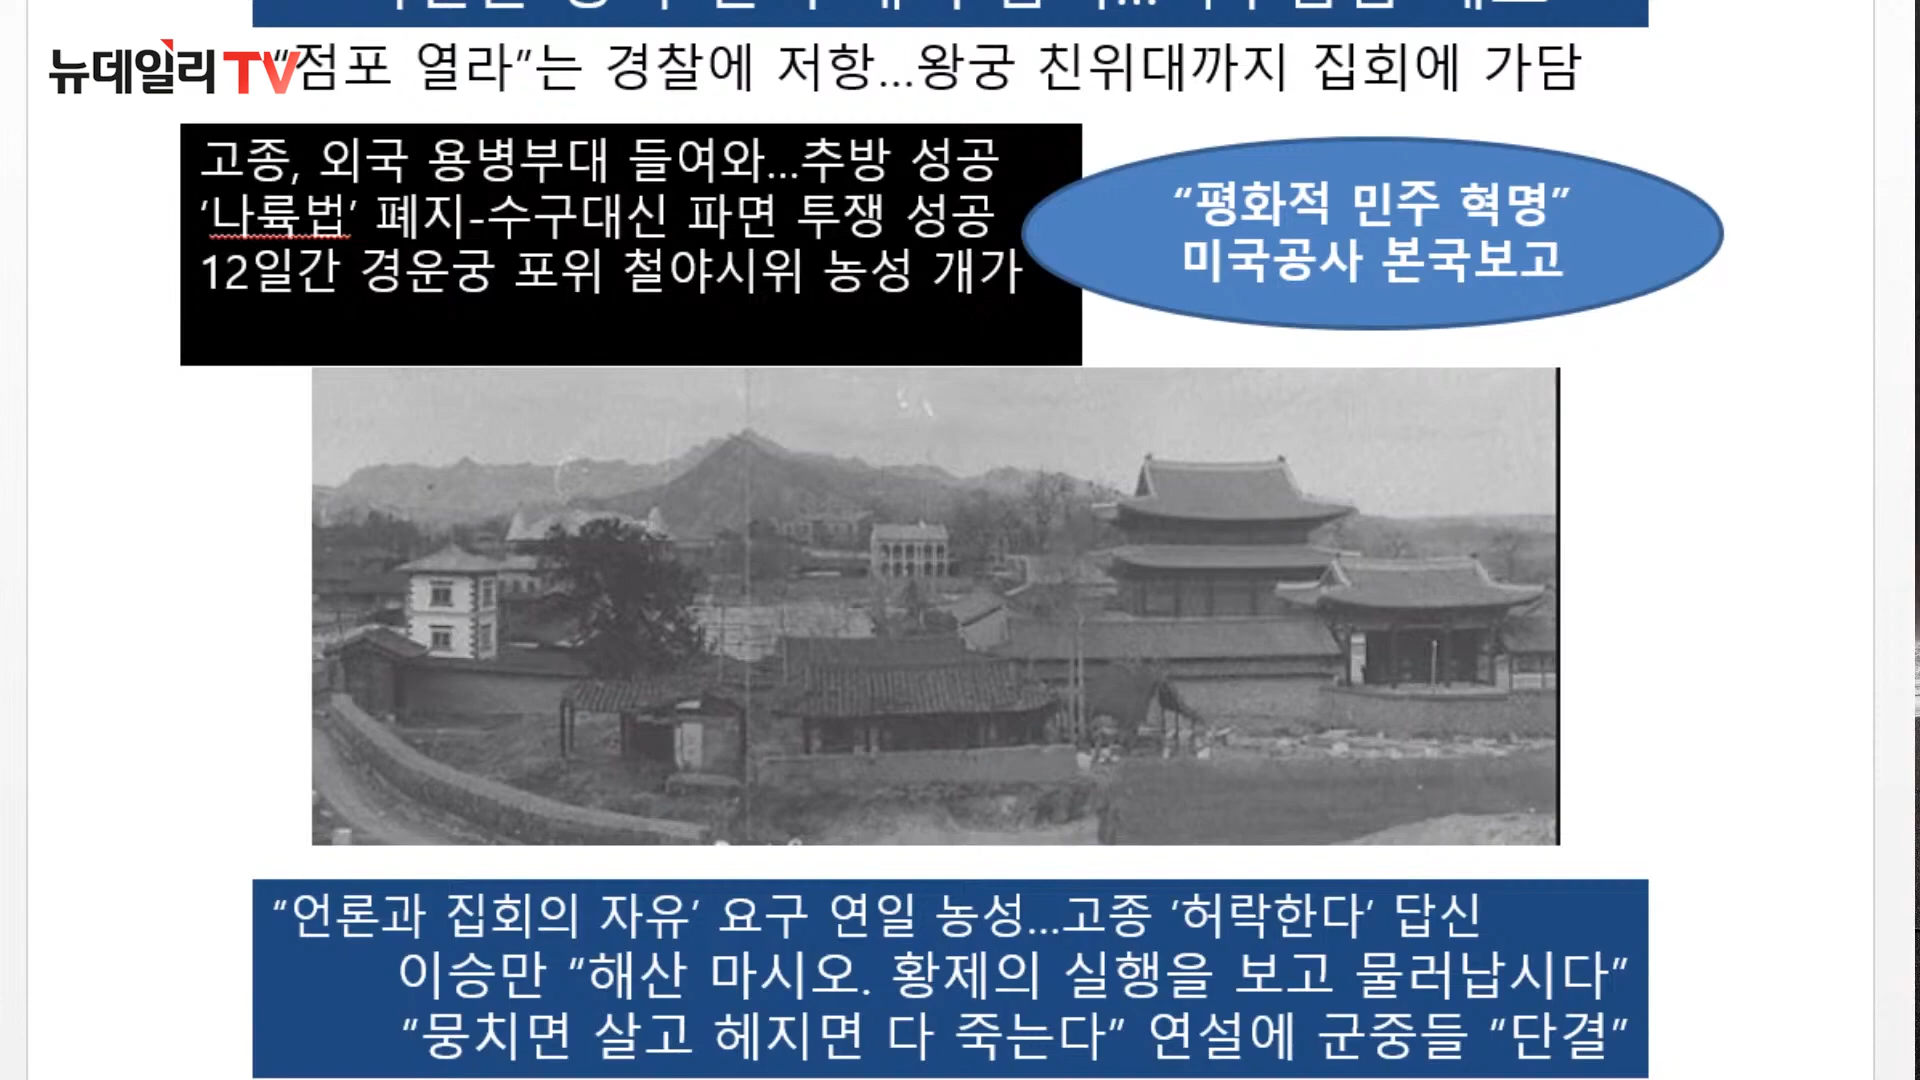 뉴데일리 TV
“점포 열라”는 경찰에 저항...왕궁 친위대까지 집회에 가담
고종, 외국 용병부대 들여와...추방 성공
‘나륙법’ 폐지-수구대신 파면 투쟁 성공
12일간 경운궁 포위 철야시위 농성 개가
“평화적 민주 혁명”
미국공사 본국보고
“언론과 집회의 자유’ 요구 연일 농성...고종 ‘허락한다’ 답신
이승만 “해산 마시오. 황제의 실행을 보고 물러납시다”
“뭉치면 살고 헤지면 다 죽는다” 연설에 군중들 “단결”